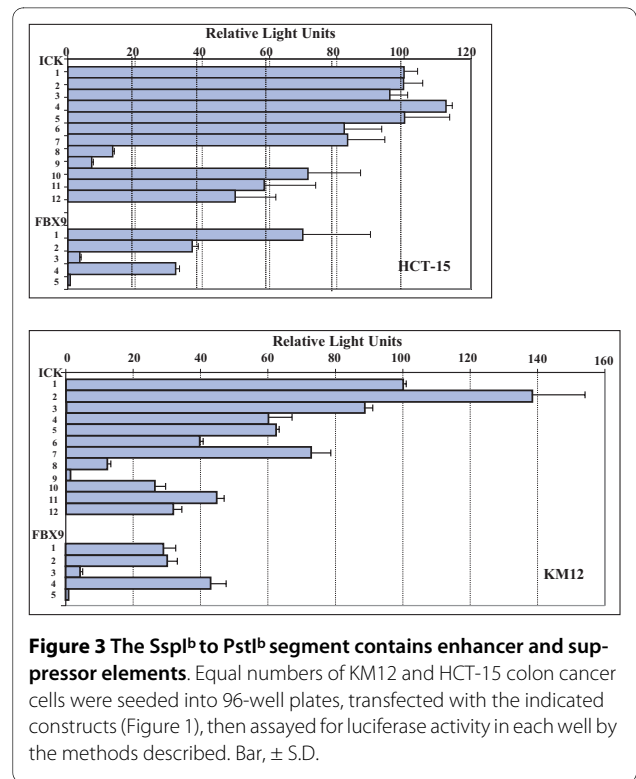 Relative Light Units
0 20 40 60 80 100 120
ICK
1
2
3
4
5
6
7
8
9
10
11
12
FBX9
1
2
3
4
5
HCT-15
Relative Light Units
0 20 40 60 80 100 120 140 160
ICK
1
2
3
4
5
6
7
8
9
10
11
12
FBX9
1
2
3
4
5
KM12
Figure 3 The SspIb to PstIb segment contains enhancer and sup-
pressor elements. Equal numbers of KM12 and HCT-15 colon cancer
cells were seeded into 96-well plates, transfected with the indicated
constructs (Figure 1), then assayed for luciferase activity in each well by
the methods described. Bar, ± S.D.